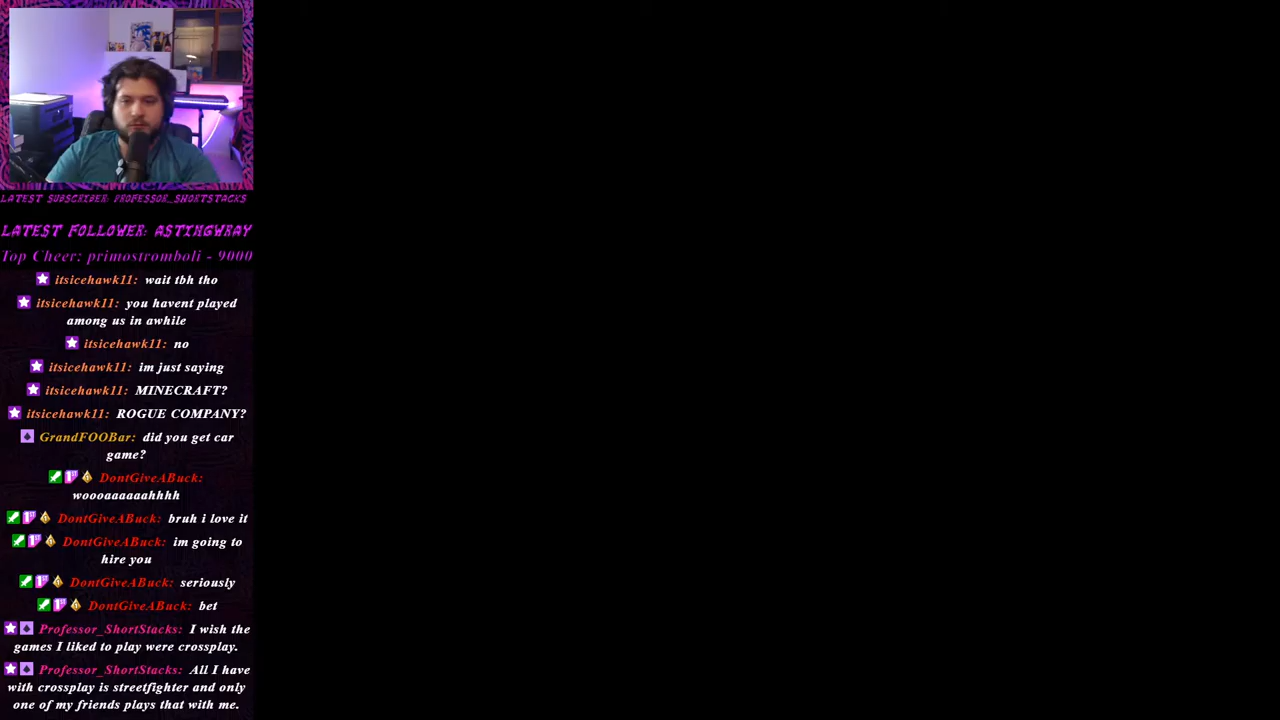 LATEST SUBSCRIBER: PROFESSOR_SHORTSTACKS
LATEST FOLLOWER: ASTINGWRAY
Top Cheer: primostromboli - 9000
itsicehawk11: wait tbh tho
itsicehawk11: you havent played
among us in awhile
itsicehawk11: no
itsicehawk11: im just saying
itsicehawk11: MINECRAFT?
itsicehawk11: ROGUE COMPANY?
GrandFOOBar: did you get car
game?
DontGiveABuck:
woooaaaaaahhhh
DontGiveABuck: bruh i love it
DontGiveABuck: im going to
hire you
DontGiveABuck: seriously
DontGiveABuck: bet
Professor_ShortStacks: I wish the
games I liked to play were crossplay.
Professor_ShortStacks: All I have
with crossplay is streetfighter and only
one of my friends plays that with me.